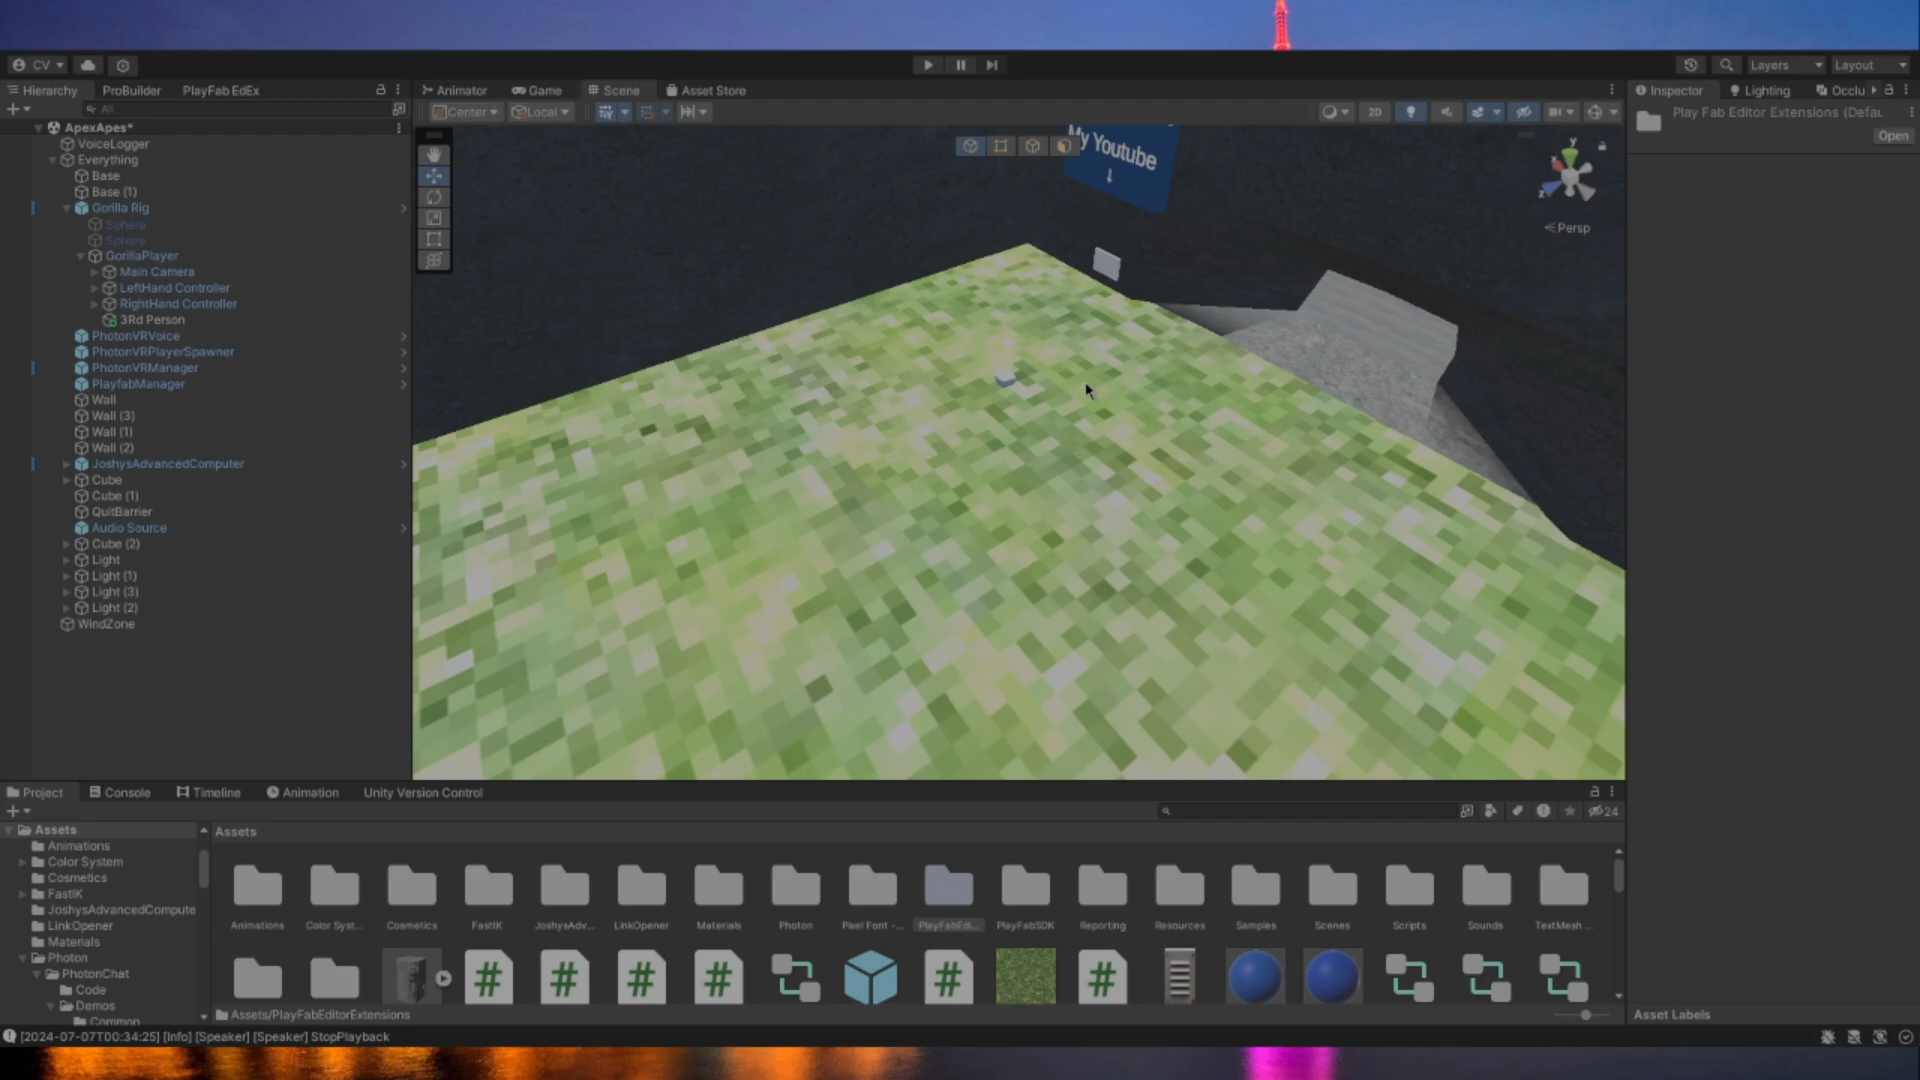 CV
Layers
Layout
Hierarchy
ProBuilder
PlayFab EdEx
Animator
Game
Scene
Asset Store
Inspector
Lighting
Occlu
All
Center
Local
2D
Play Fab Editor Extensions (Defau
Open
ApexApes*
VoiceLogger
Everything
Base
Base (1)
Gorilla Rig
Sphere
Sphere
GorillaPlayer
Main Camera
LeftHand Controller
RightHand Controller
3Rd Person
PhotonVRVoice
PhotonVRPlayerSpawner
PhotonVRManager
PlayfabManager
Wall
Wall (3)
Wall (1)
Wall (2)
JoshysAdvancedComputer
Cube
Cube (1)
QuitBarrier
Audio Source
Cube (2)
Light
Light (1)
Light (3)
Light (2)
WindZone
My Youtube
↓
y
x
z
Persp
Project
Console
Timeline
Animation
Unity Version Control
24
Assets
Animations
Color System
Cosmetics
FastIK
JoshysAdvancedCompute
LinkOpener
Materials
Photon
PhotonChat
Code
Demos
Common
Assets
Animations
Color Syst...
Cosmetics
FastIK
JoshysAdv...
LinkOpener
Materials
Photon
Pixel Font -...
PlayFabEdi...
PlayFabSDK
Reporting
Resources
Samples
Scenes
Scripts
Sounds
TextMesh ...
Assets/PlayFabEditorExtensions
Asset Labels
[2024-07-07T00:34:25] [Info] [Speaker] [Speaker] StopPlayback